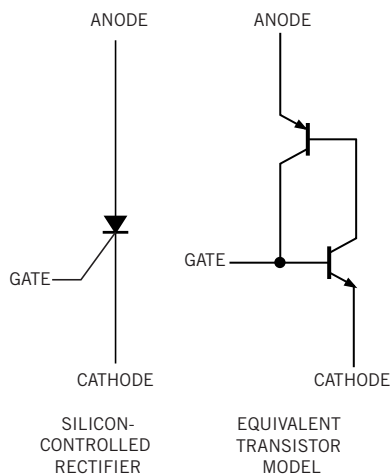 ANODE
ANODE
GATE
GATE
CATHODE
CATHODE
SILICON-
CONTROLLED
RECTIFIER
EQUIVALENT
TRANSISTOR
MODEL